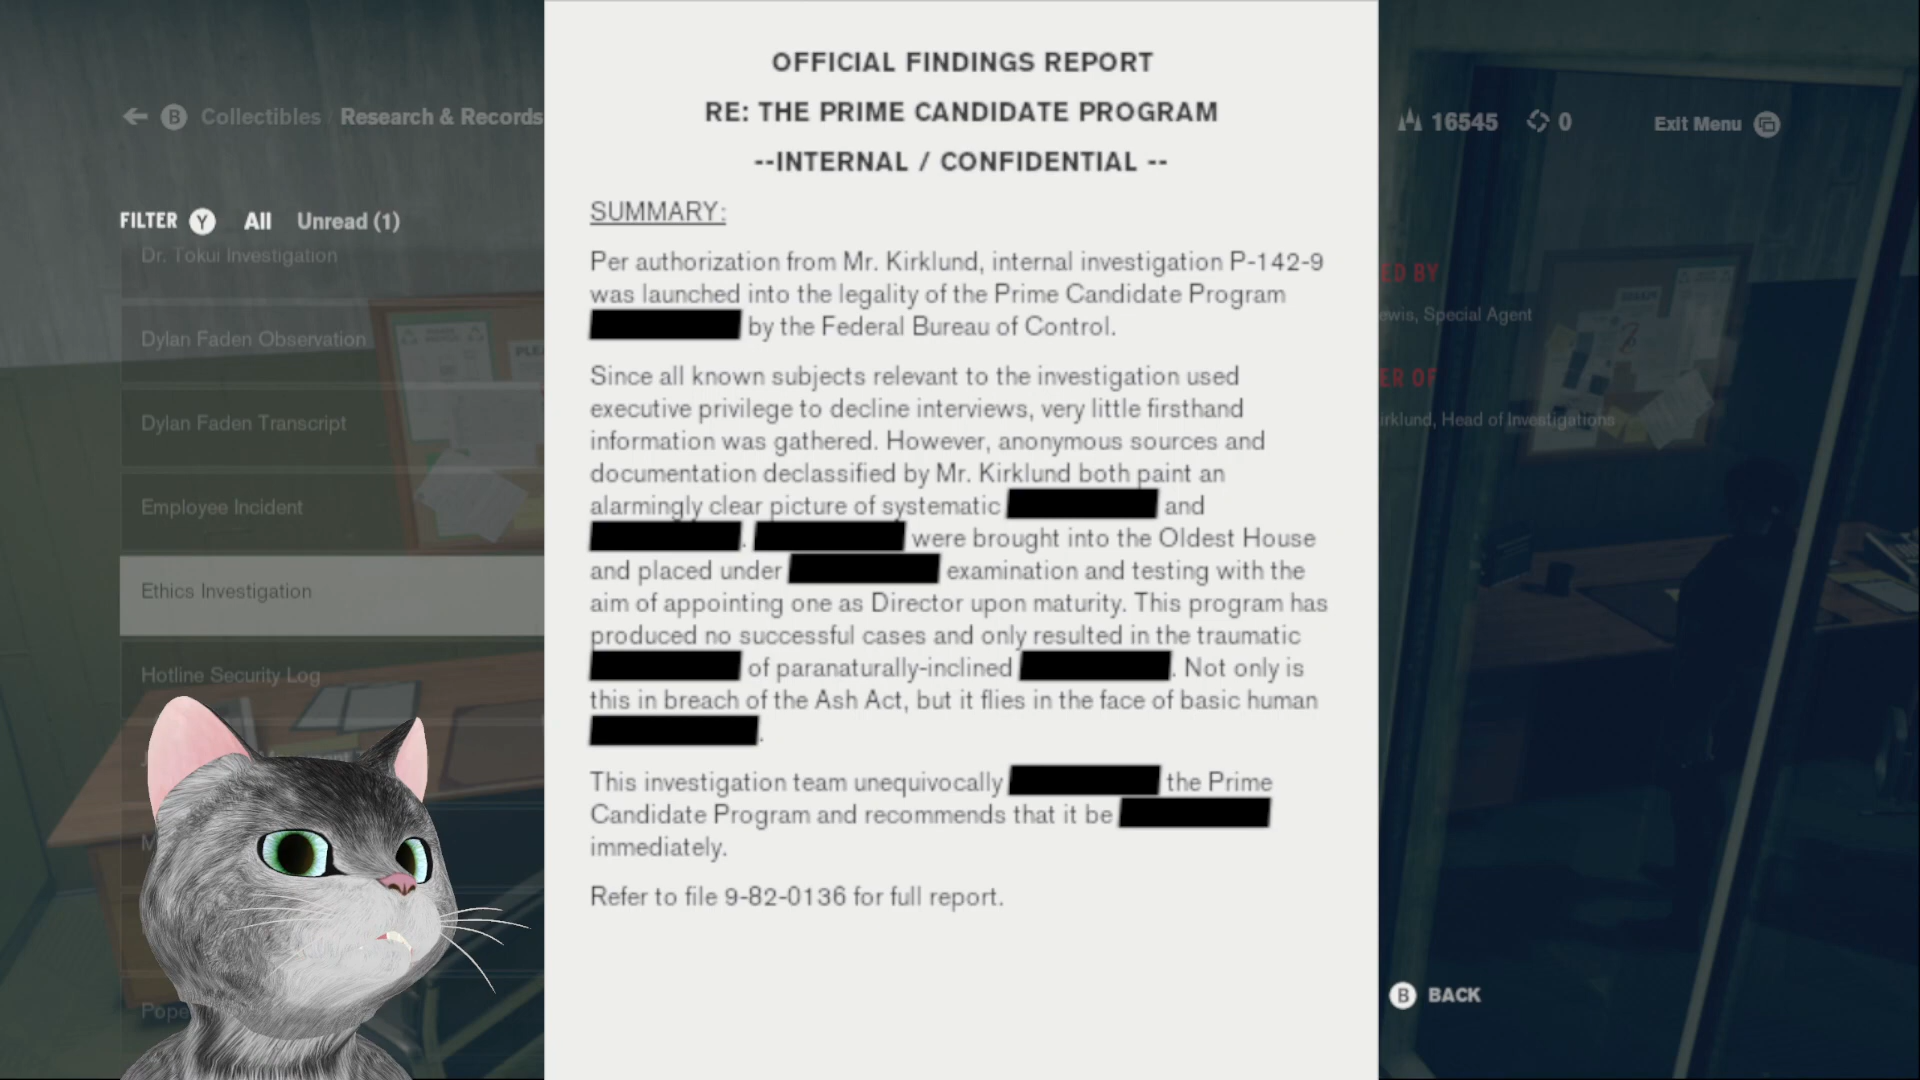 B Collectibles Research & Records
16545
0
Exit Menu
FILTER Y All Unread (1)
Dr. Tokui Investigation
Dylan Faden Observation
Dylan Faden Transcript
Employee Incident
Ethics Investigation
Hotline Security Log
Pope
OFFICIAL FINDINGS REPORT
RE: THE PRIME CANDIDATE PROGRAM
--INTERNAL / CONFIDENTIAL --
SUMMARY:
Per authorization from Mr. Kirklund, internal investigation P-142-9
was launched into the legality of the Prime Candidate Program
by the Federal Bureau of Control.
Since all known subjects relevant to the investigation used
executive privilege to decline interviews, very little firsthand
information was gathered. However, anonymous sources and
documentation declassified by Mr. Kirklund both paint an
alarmingly clear picture of systematic and
. were brought into the Oldest House
and placed under examination and testing with the
aim of appointing one as Director upon maturity. This program has
produced no successful cases and only resulted in the traumatic
of paranaturally-inclined . Not only is
this in breach of the Ash Act, but it flies in the face of basic human
.
This investigation team unequivocally the Prime
Candidate Program and recommends that it be
immediately.
Refer to file 9-82-0136 for full report.
ED BY
ewis, Special Agent
ER OF
irklund, Head of Investigations
B BACK